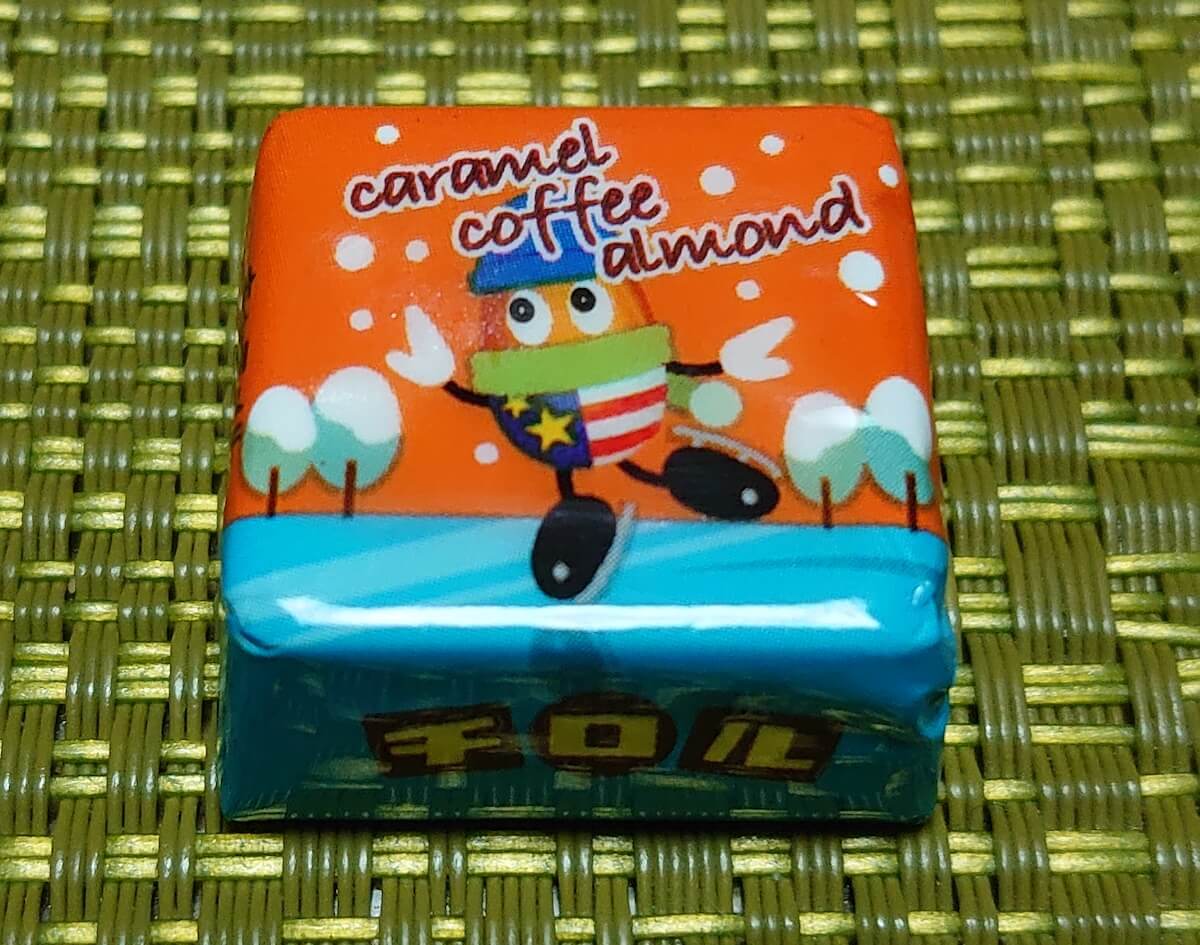 caramel
coffee
almond
チロル